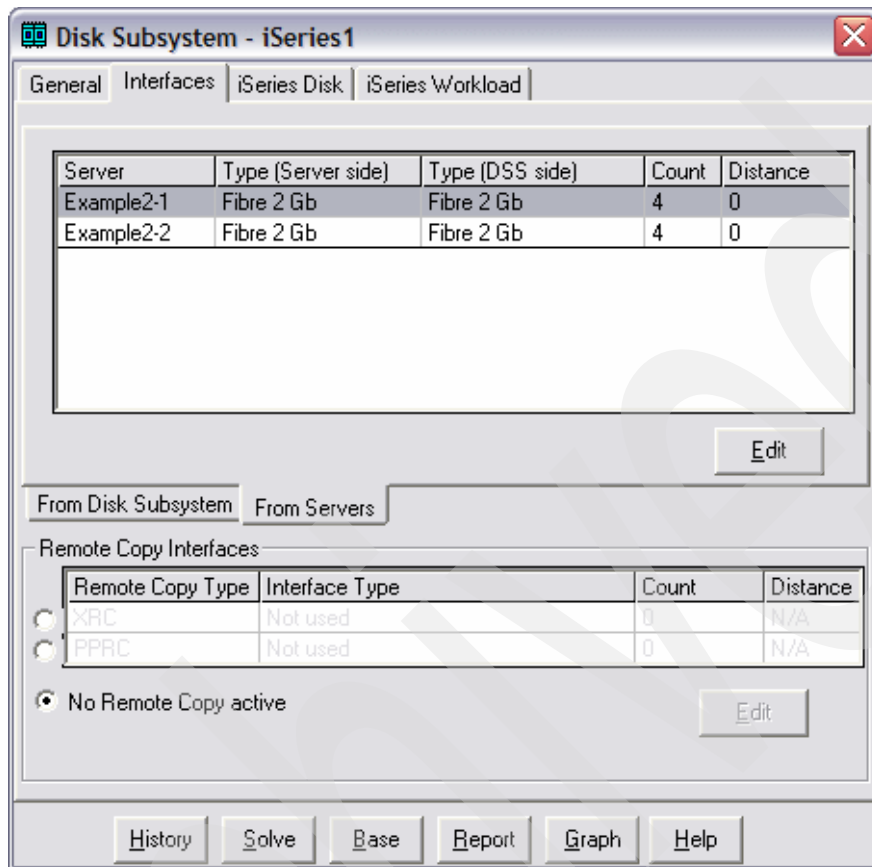 Disk Subsystem - iSeries1
General Interfaces iSeries Disk iSeries Workload
Server Type (Server side) Type (DSS side) Count Distance
Example2-1 Fibre 2 Gb Fibre 2 Gb 4 0
Example2-2 Fibre 2 Gb Fibre 2 Gb 4 0
Edit
From Disk Subsystem From Servers
Remote Copy Interfaces
Remote Copy Type Interface Type Count Distance
XRC Not used 0 N/A
PPRC Not used 0 N/A
No Remote Copy active
Edit
History Solve Base Report Graph Help